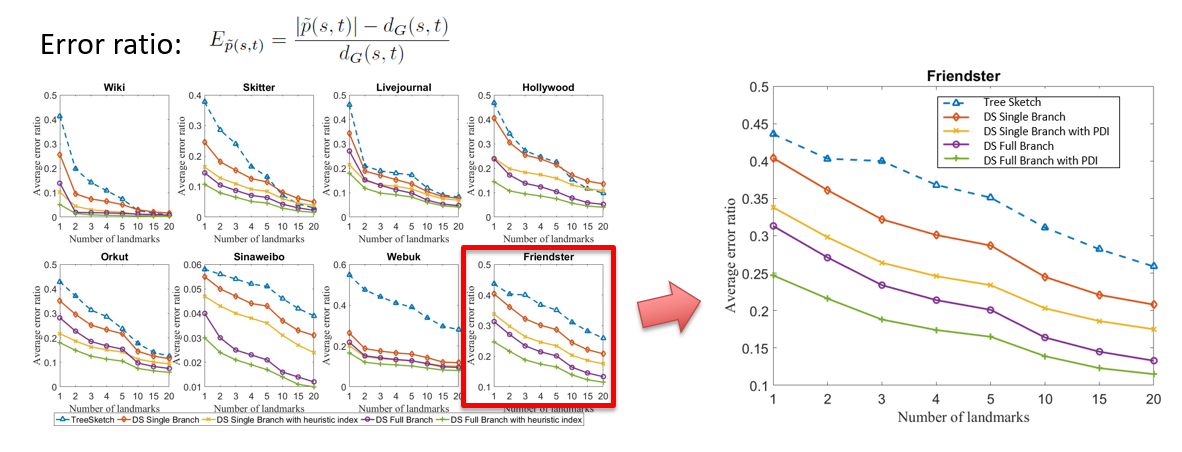 Error ratio: E_{p̃(s,t)} = (|p̃(s,t)| − d_G(s,t)) / d_G(s,t)
Wiki
Average error ratio
0.5
0.4
0.3
0.2
0.1
0
1 2 3 4 5 10 15 20
Number of landmarks
Skitter
Average error ratio
0.4
0.3
0.2
0.1
0
1 2 3 4 5 10 15 20
Number of landmarks
Livejournal
Average error ratio
0.5
0.4
0.3
0.2
0.1
0
1 2 3 4 5 10 15 20
Number of landmarks
Hollywood
Average error ratio
0.5
0.4
0.3
0.2
0.1
0
1 2 3 4 5 10 15 20
Number of landmarks
Orkut
Average error ratio
0.5
0.4
0.3
0.2
0.1
0
1 2 3 4 5 10 15 20
Number of landmarks
Sinaweibo
Average error ratio
0.06
0.05
0.04
0.03
0.02
0.01
1 2 3 4 5 10 15 20
Number of landmarks
Webuk
Average error ratio
0.6
0.4
0.2
0
1 2 3 4 5 10 15 20
Number of landmarks
Friendster
Average error ratio
0.5
0.4
0.3
0.2
0.1
1 2 3 4 5 10 15 20
Number of landmarks
TreeSketch DS Single Branch DS Single Branch with heuristic index DS Full Branch DS Full Branch with heuristic index
Friendster
Average error ratio
0.5
0.45
0.4
0.35
0.3
0.25
0.2
0.15
0.1
Tree Sketch
DS Single Branch
DS Single Branch with PDI
DS Full Branch
DS Full Branch with PDI
1 2 3 4 5 10 15 20
Number of landmarks